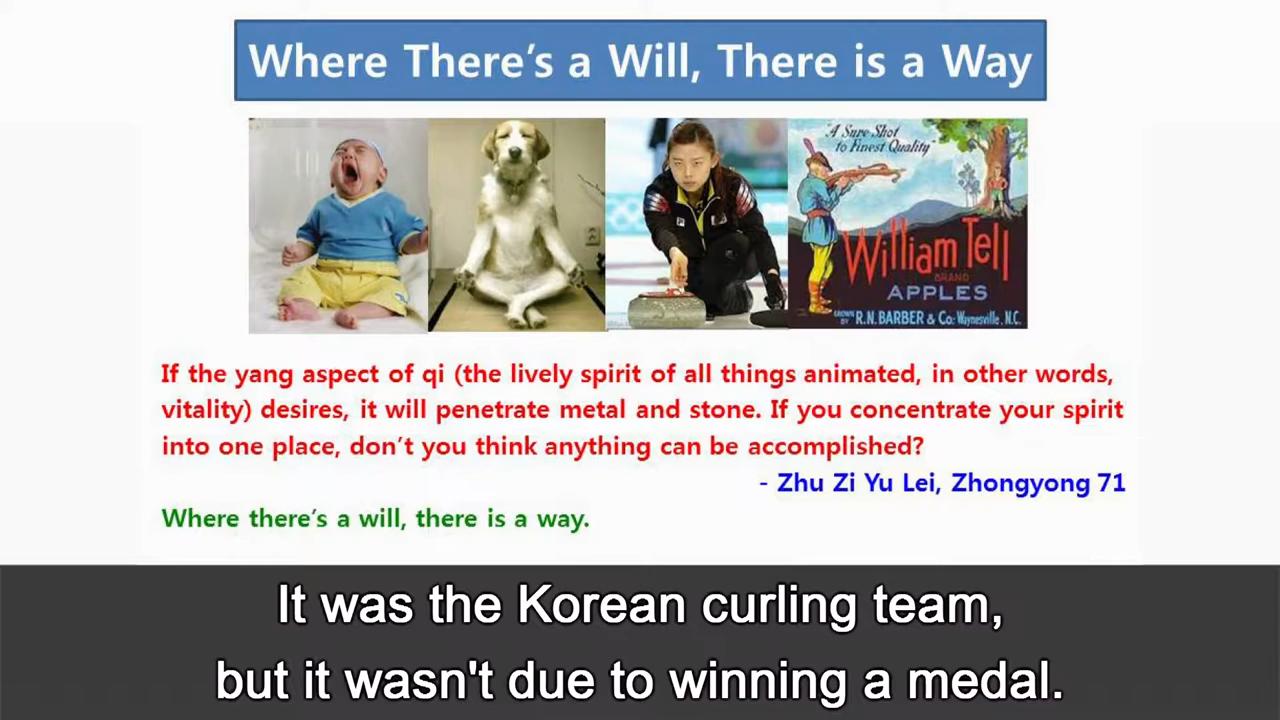 Where There's a Will, There is a Way
"A Sure Shot
to Finest Quality"
William Tell
BRAND
APPLES
GROWN BY R.N. BARBER & Co: Waynesville, N.C.
If the yang aspect of qi (the lively spirit of all things animated, in other words,
vitality) desires, it will penetrate metal and stone. If you concentrate your spirit
into one place, don't you think anything can be accomplished?
- Zhu Zi Yu Lei, Zhongyong 71
Where there's a will, there is a way.
It was the Korean curling team,
but it wasn't due to winning a medal.